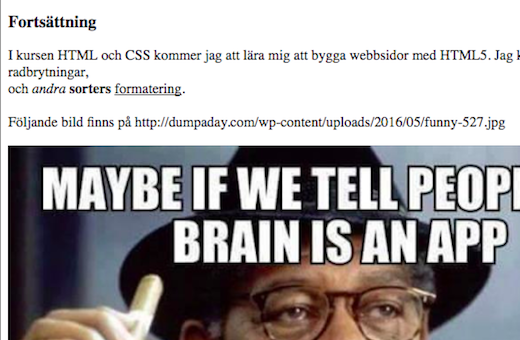 Fortsättning
I kursen HTML och CSS kommer jag att lära mig att bygga webbsidor med HTML5. Jag
radbrytningar,
och andra sorters formatering.
Följande bild finns på http://dumpaday.com/wp-content/uploads/2016/05/funny-527.jpg
MAYBE IF WE TELL
BRAIN IS AN APP